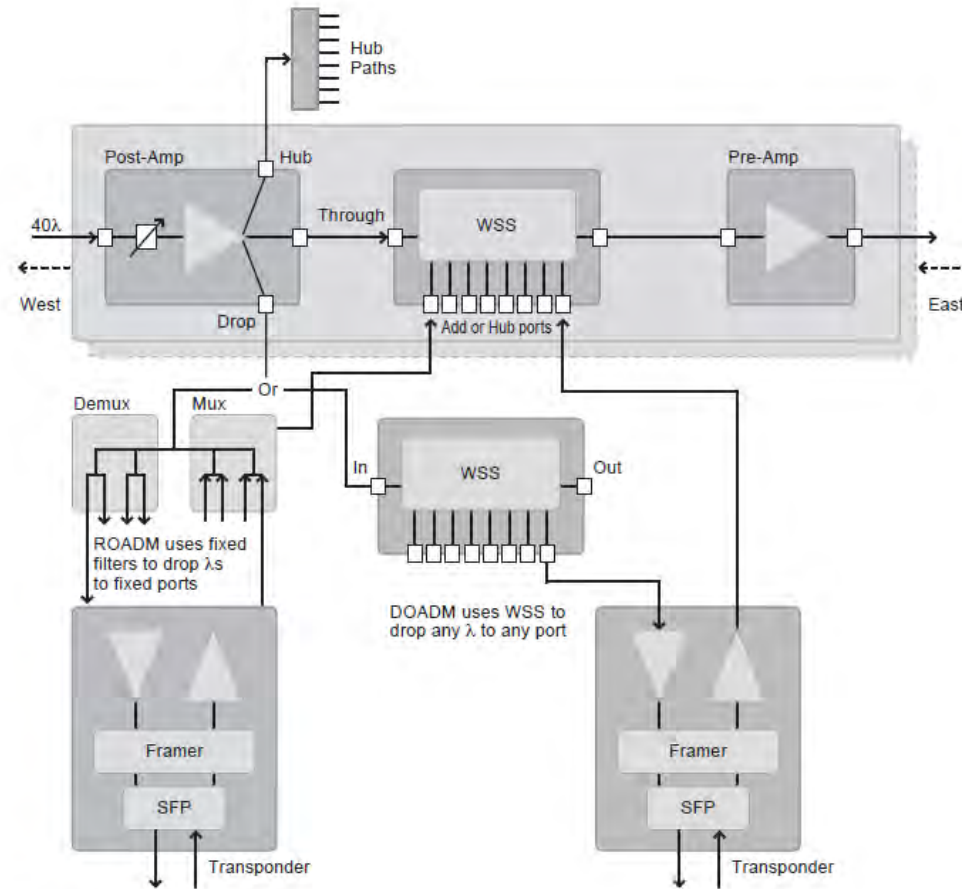 Hub
Paths
Post-Amp
Hub
Pre-Amp
Through
WSS
40λ
West
East
Drop
Add or Hub ports
Or
Demux
Mux
In
WSS
Out
ROADM uses fixed
filters to drop λs
to fixed ports
DOADM uses WSS to
drop any λ to any port
Framer
SFP
Transponder
Framer
SFP
Transponder